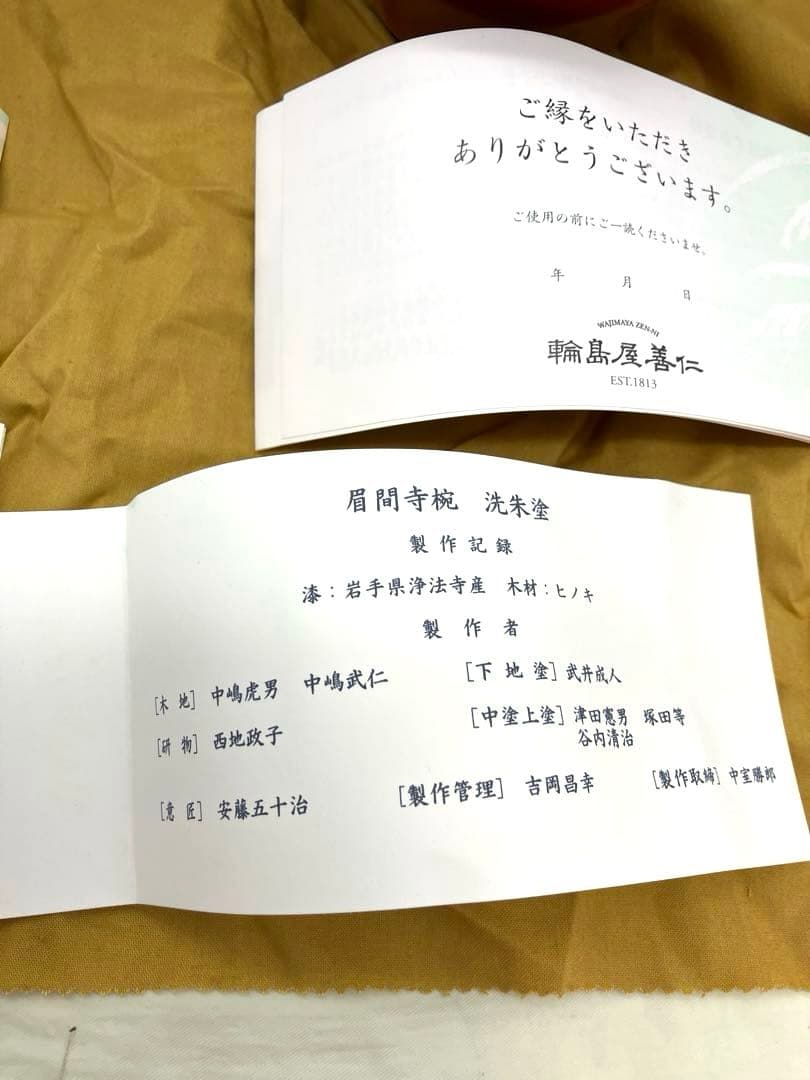 ご縁をいただき
ありがとうございます。
ご使用の前にご一読くださいませ。
年　月　日
WAJIMAYA ZEN-NI
輪島屋善仁
EST.1813
眉間寺椀　洗朱塗
製作記録
漆：岩手県浄法寺産　木材：ヒノキ
製作者
[木地] 中嶋虎男　中嶋武仁
[研物] 西地政子
[意匠] 安藤五十治
[下地塗] 武井成人
[中塗上塗] 津田憲男　塚田等
谷内清治
[製作管理] 吉岡昌幸
[製作取締] 中室勝郎